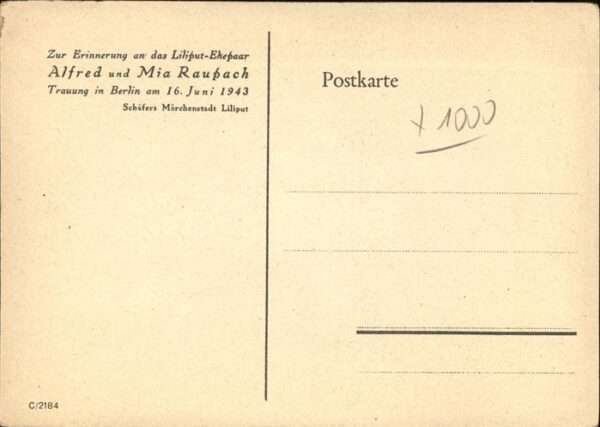 Zur Erinnerung an das Liliput-Ehepaar
Alfred und Mia Raupach
Trauung in Berlin am 16. Juni 1943
Schäfers Märchenstadt Liliput
Postkarte
x 1000
C/2184